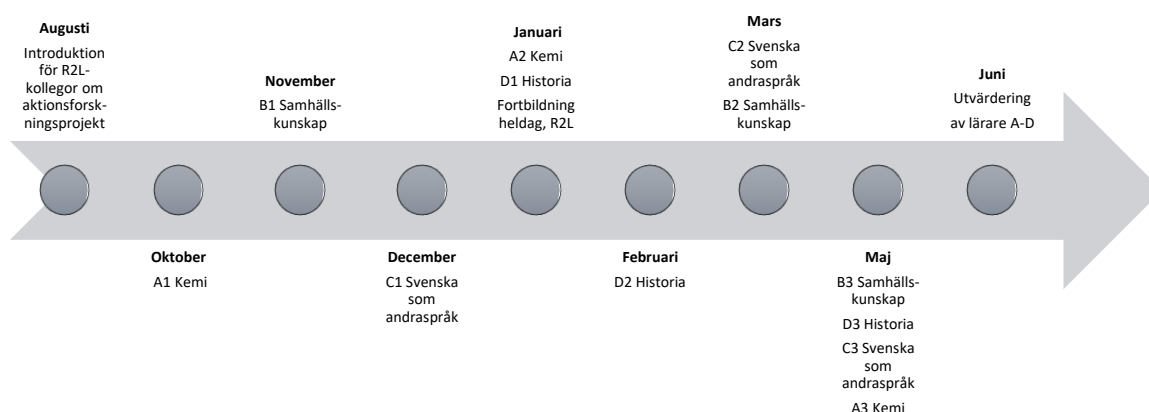 Augusti
Introduktion
för R2L-
kollegor om
aktionsforsk-
ningsprojekt
Oktober
A1 Kemi
November
B1 Samhälls-
kunskap
December
C1 Svenska
som
andraspråk
Januari
A2 Kemi
D1 Historia
Fortbildning
heldag, R2L
Februari
D2 Historia
Mars
C2 Svenska
som
andraspråk
B2 Samhälls-
kunskap
Maj
B3 Samhälls-
kunskap
D3 Historia
C3 Svenska
som
andraspråk
A3 Kemi
Juni
Utvärdering
av lärare A-D